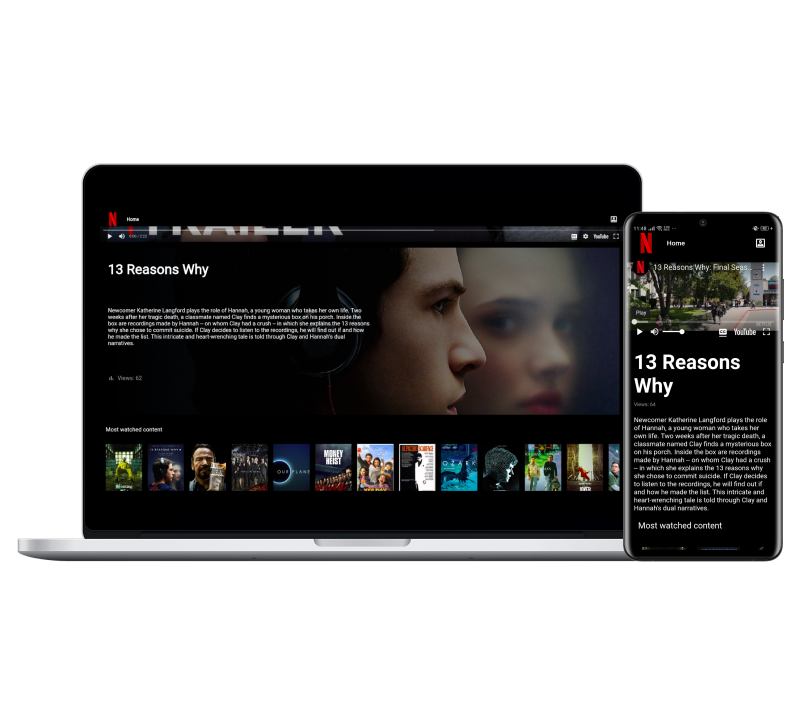 N
Home
TRAILER
0:00 / 2:20
YouTube
13 Reasons Why
Newcomer Katherine Langford plays the role of Hannah, a young woman who takes her own life. Two
weeks after her tragic death, a classmate named Clay finds a mysterious box on his porch. Inside the
box are recordings made by Hannah – on whom Clay had a crush – in which she explains the 13 reasons
why she chose to commit suicide. If Clay decides to listen to the recordings, he will find out if and how
he made the list. This intricate and heart-wrenching tale is told through Clay and Hannah's dual
narratives.
Views: 62
Most watched content
OUR PLANET
MONEY
HEIST
OZARK
11:48
N
Home
N
13 Reasons Why: Final Seas...
Play
YouTube
13 Reasons
Why
Views: 64
Newcomer Katherine Langford plays the role
of Hannah, a young woman who takes her
own life. Two weeks after her tragic death, a
classmate named Clay finds a mysterious box
on his porch. Inside the box are recordings
made by Hannah – on whom Clay had a crush
– in which she explains the 13 reasons why
she chose to commit suicide. If Clay decides
to listen to the recordings, he will find out if
and how he made the list. This intricate and
heart-wrenching tale is told through Clay and
Hannah's dual narratives.
Most watched content